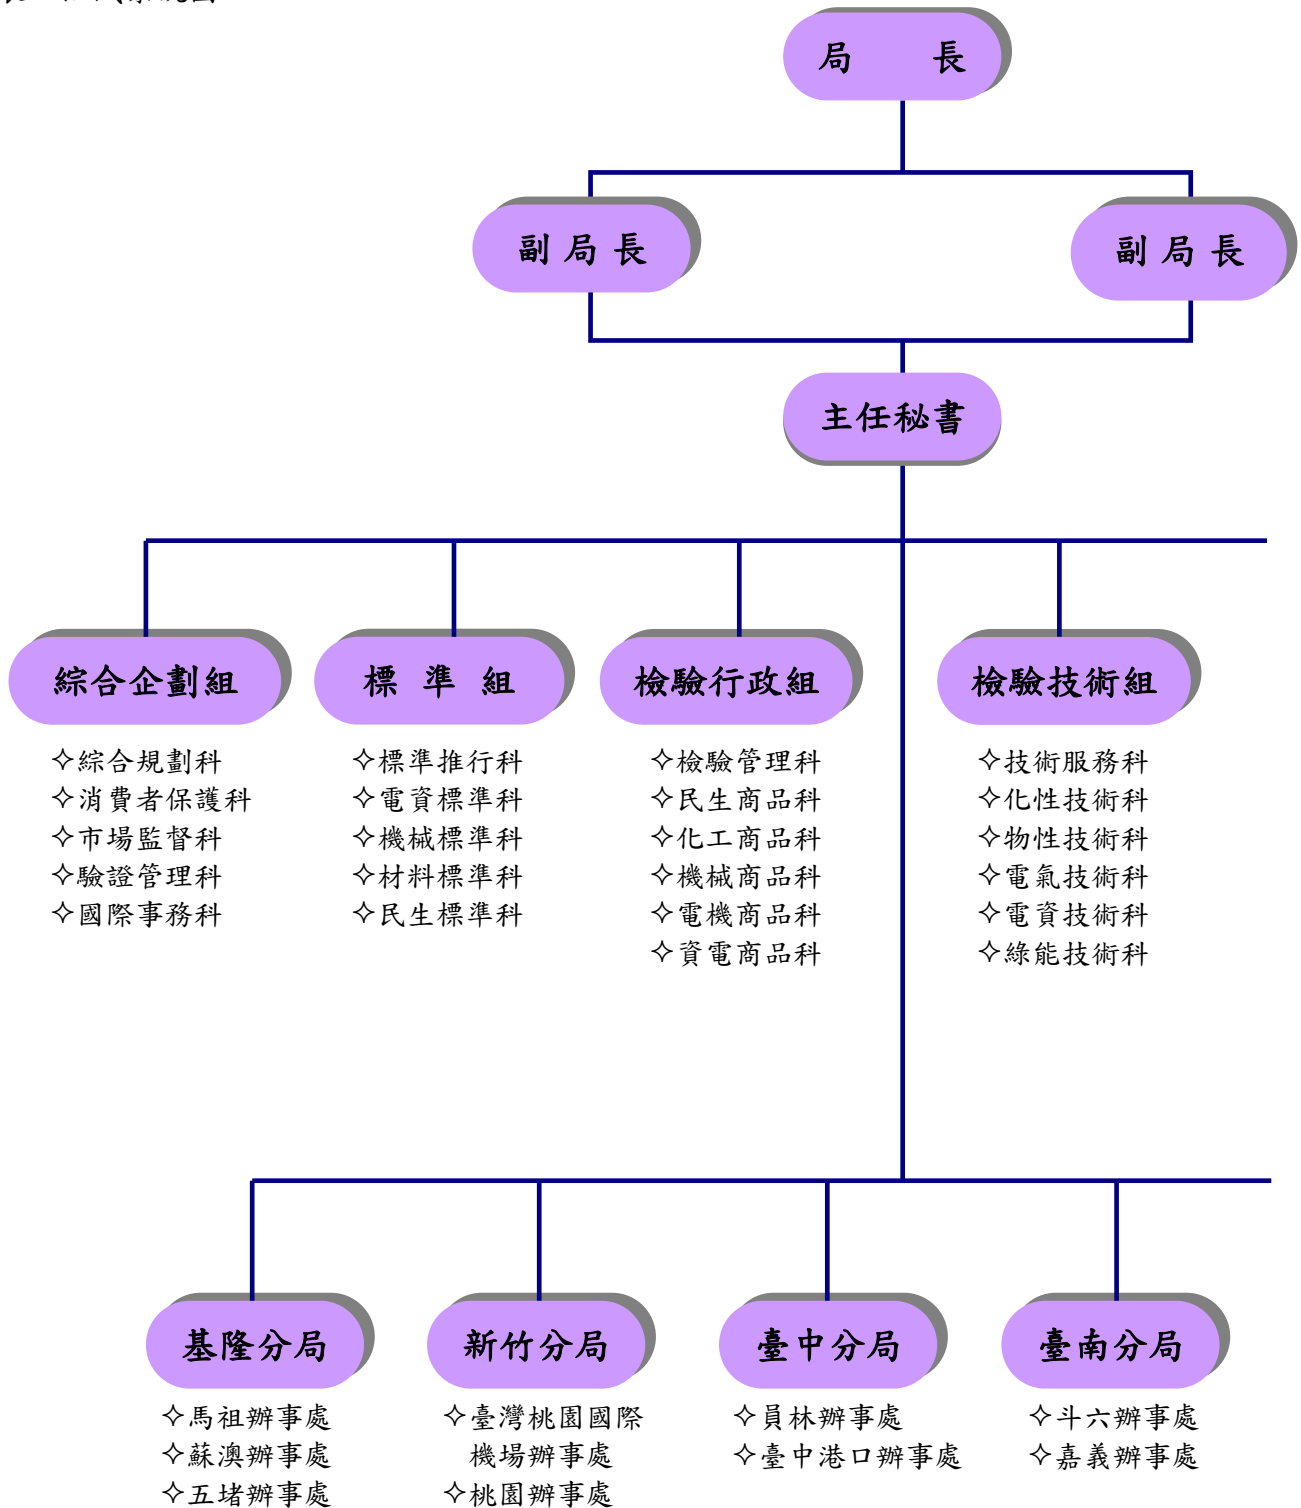 局 長
副 局 長
副 局 長
主任秘書
綜合企劃組
✧綜合規劃科
✧消費者保護科
✧市場監督科
✧驗證管理科
✧國際事務科
標 準 組
✧標準推行科
✧電資標準科
✧機械標準科
✧材料標準科
✧民生標準科
檢驗行政組
✧檢驗管理科
✧民生商品科
✧化工商品科
✧機械商品科
✧電機商品科
✧資電商品科
檢驗技術組
✧技術服務科
✧化性技術科
✧物性技術科
✧電氣技術科
✧電資技術科
✧綠能技術科
基隆分局
✧馬祖辦事處
✧蘇澳辦事處
✧五堵辦事處
新竹分局
✧臺灣桃園國際
機場辦事處
✧桃園辦事處
臺中分局
✧員林辦事處
✧臺中港口辦事處
臺南分局
✧斗六辦事處
✧嘉義辦事處